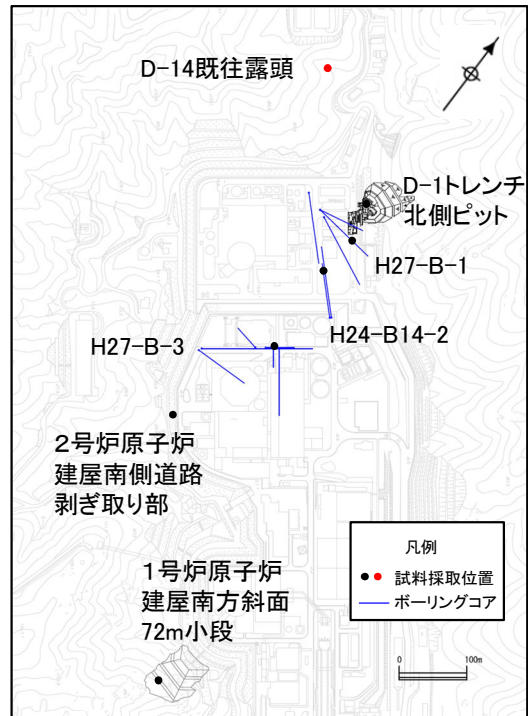 D-14既往露頭
D-1トレンチ
北側ピット
H27-B-1
H24-B14-2
H27-B-3
2号炉原子炉
建屋南側道路
剥ぎ取り部
1号炉原子炉
建屋南方斜面
72m小段
凡例
試料採取位置
ボーリングコア
0 100m